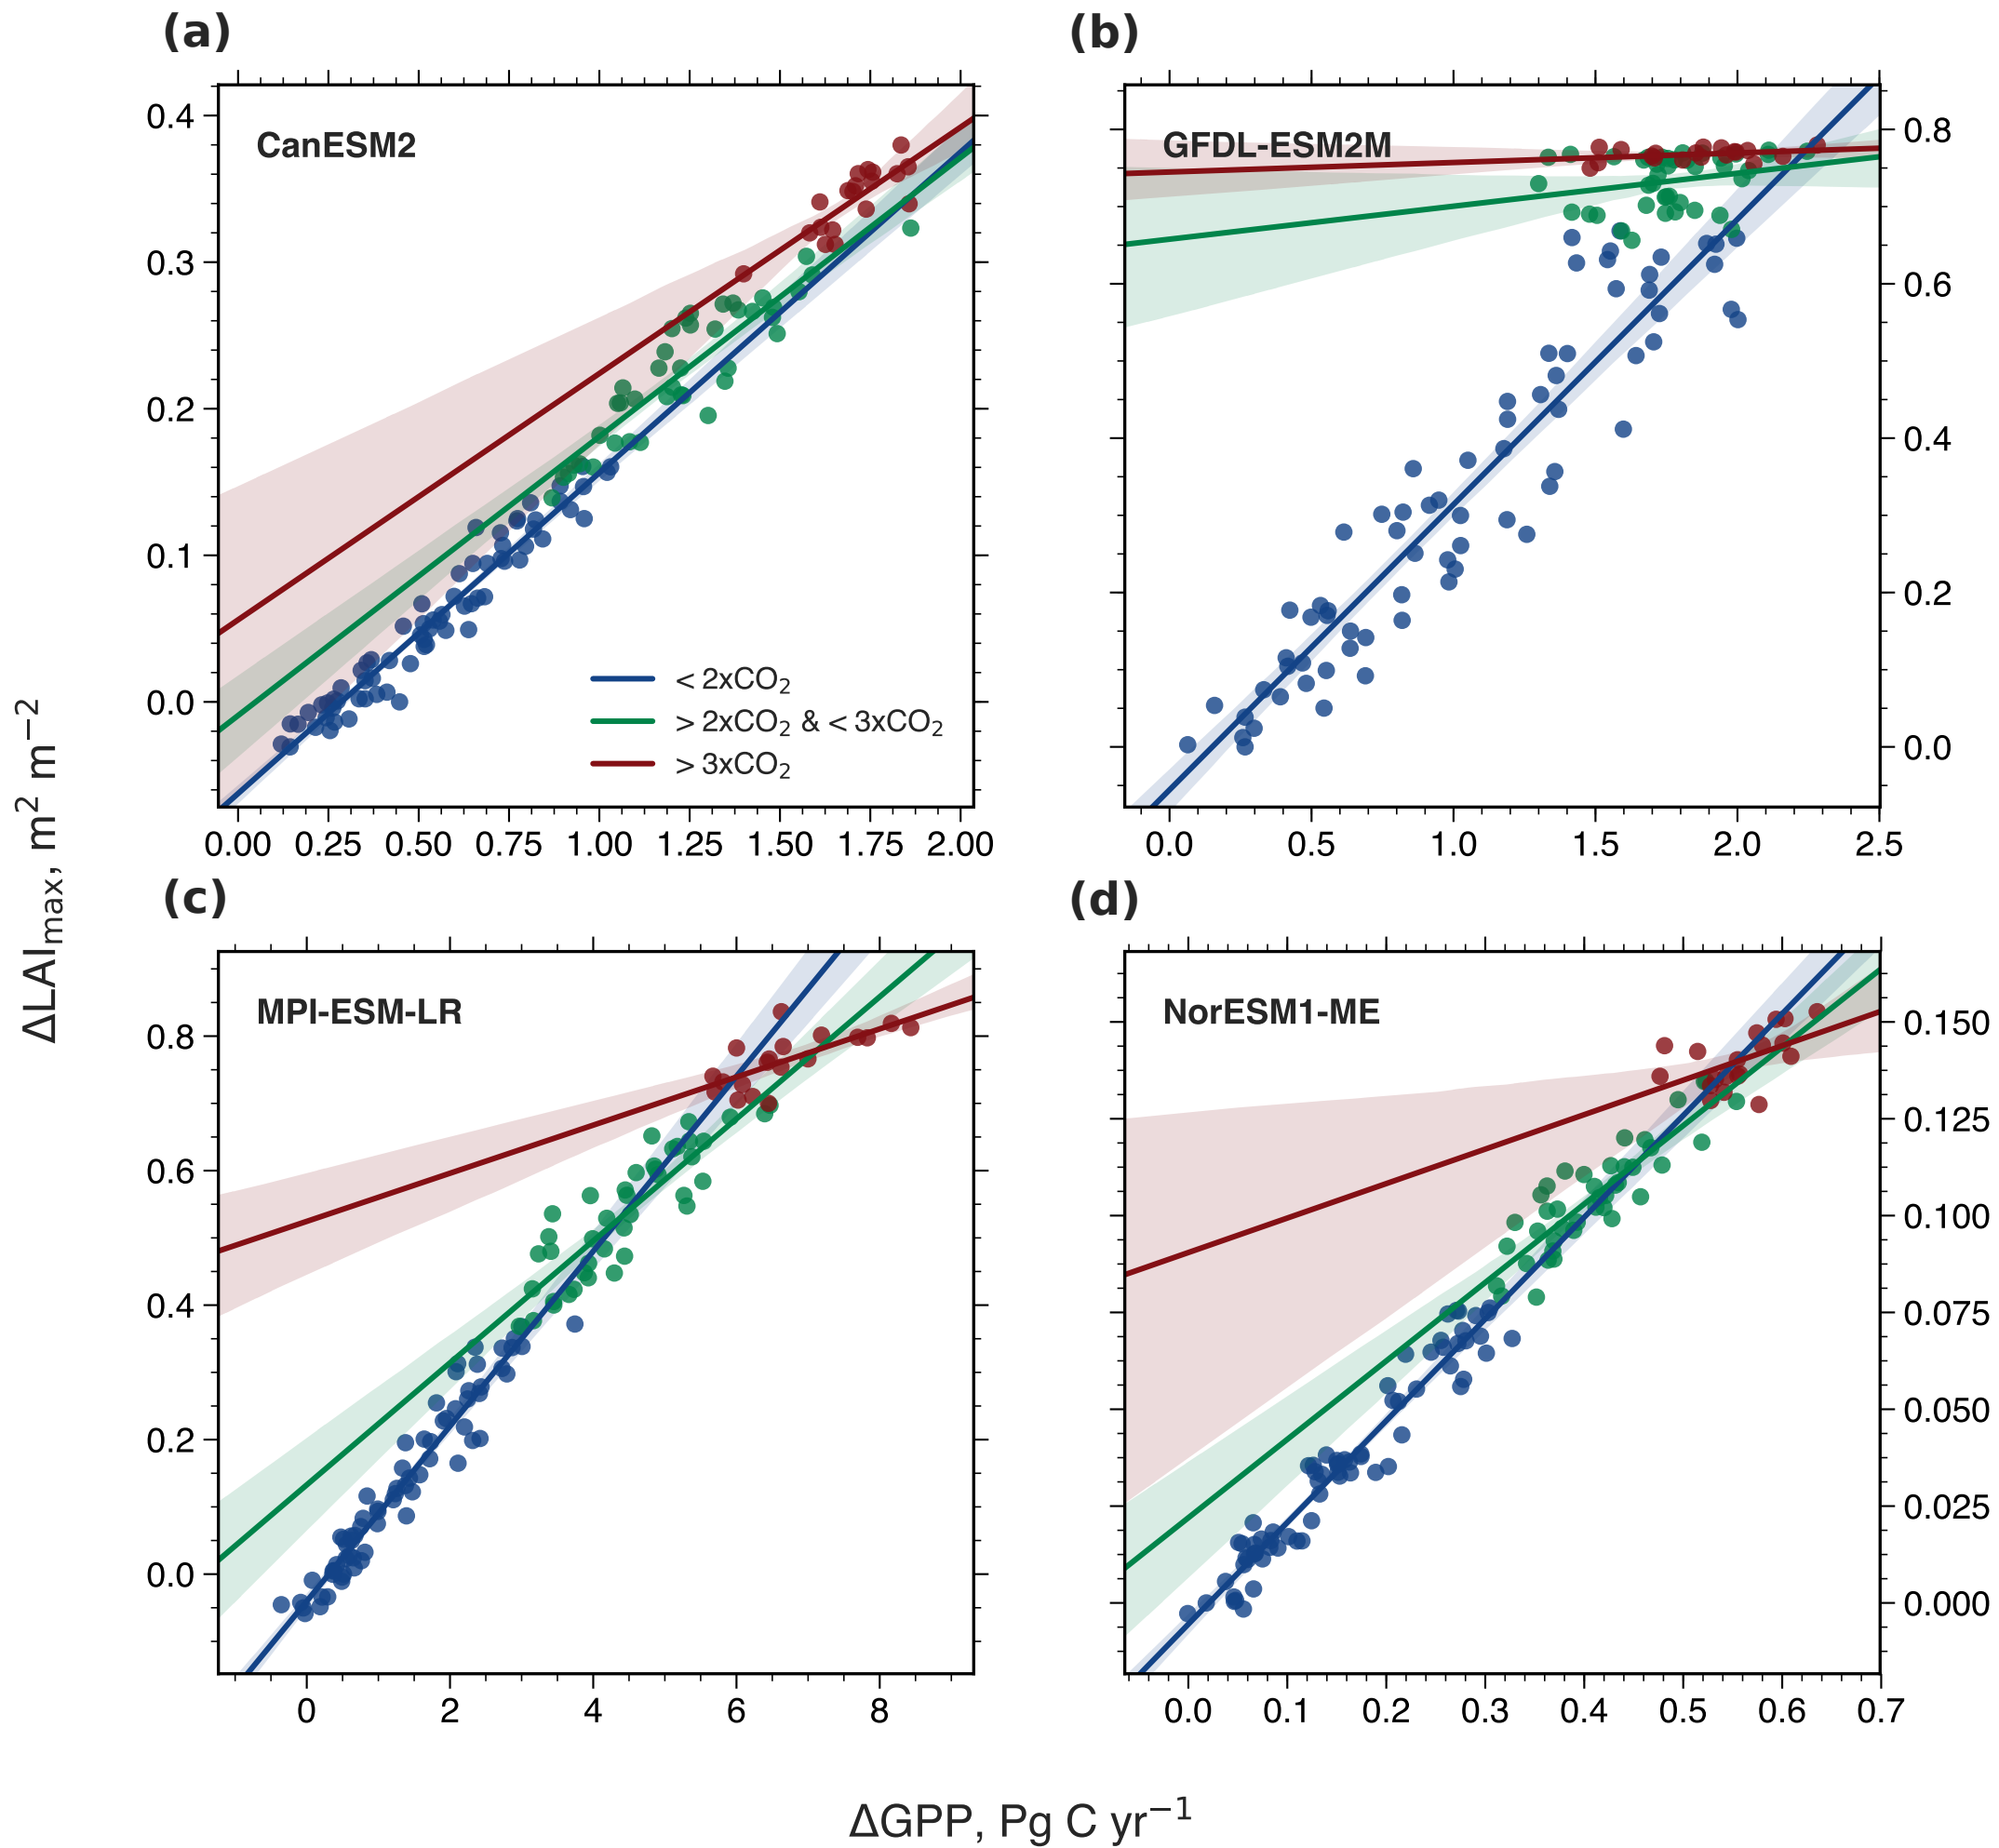 (a)
CanESM2
0.4
0.3
0.2
0.1
0.0
< 2xCO₂
> 2xCO₂ & < 3xCO₂
> 3xCO₂
0.00 0.25 0.50 0.75 1.00 1.25 1.50 1.75 2.00
(b)
GFDL-ESM2M
0.8
0.6
0.4
0.2
0.0
0.0 0.5 1.0 1.5 2.0 2.5
ΔLAImax, m² m⁻²
(c)
MPI-ESM-LR
0.8
0.6
0.4
0.2
0.0
0 2 4 6 8
(d)
NorESM1-ME
0.150
0.125
0.100
0.075
0.050
0.025
0.000
0.0 0.1 0.2 0.3 0.4 0.5 0.6 0.7
ΔGPP, Pg C yr⁻¹